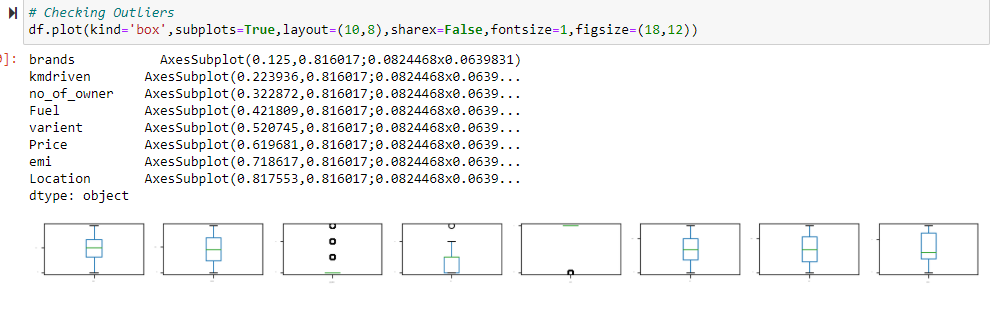 # Checking Outliers
df.plot(kind='box',subplots=True,layout=(10,8),sharex=False,fontsize=1,figsize=(18,12))
]: brands AxesSubplot(0.125,0.816017;0.0824468x0.0639831)
kmdriven AxesSubplot(0.223936,0.816017;0.0824468x0.0639...
no_of_owner AxesSubplot(0.322872,0.816017;0.0824468x0.0639...
Fuel AxesSubplot(0.421809,0.816017;0.0824468x0.0639...
varient AxesSubplot(0.520745,0.816017;0.0824468x0.0639...
Price AxesSubplot(0.619681,0.816017;0.0824468x0.0639...
emi AxesSubplot(0.718617,0.816017;0.0824468x0.0639...
Location AxesSubplot(0.817553,0.816017;0.0824468x0.0639...
dtype: object